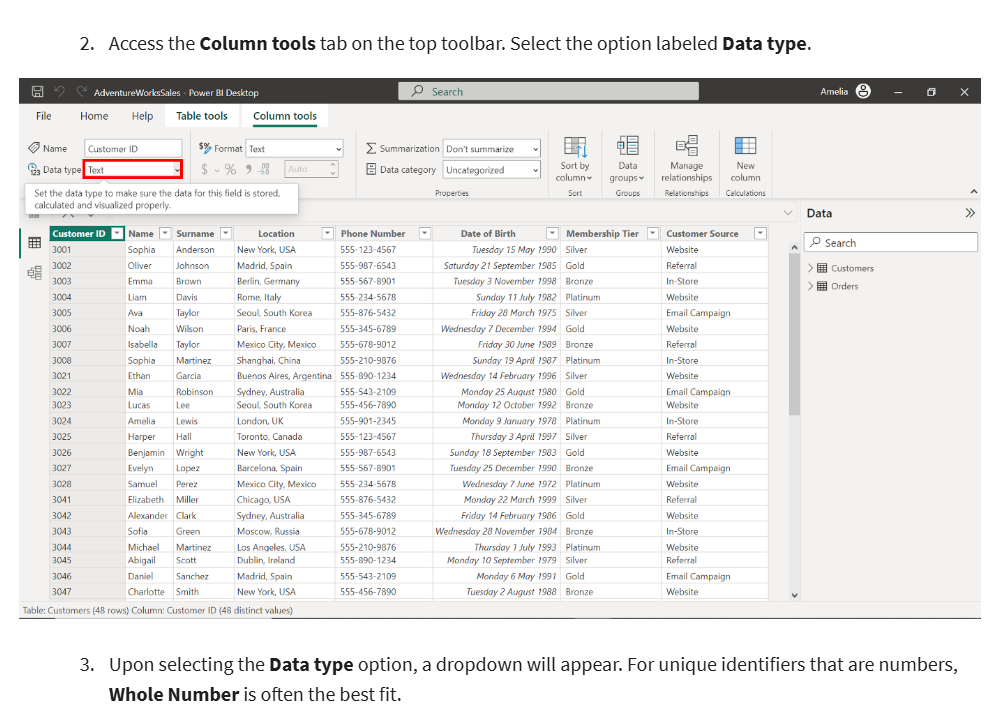 2. Access the Column tools tab on the top toolbar. Select the option labeled Data type.
AdventureWorksSales - Power BI Desktop
Search
Amelia
File Home Help Table tools Column tools
Name Customer ID
$% Format Text
Σ Summarization Don't summarize
Data type Text
$ % 9 .00
Auto
Data category Uncategorized
Sort by column
Data groups
Manage relationships
New column
Properties Sort Groups Relationships Calculations
Set the data type to make sure the data for this field is stored,
calculated and visualized properly.
Data
Search
Customers
Orders
Customer ID Name Surname Location Phone Number Date of Birth Membership Tier Customer Source
3001 Sophia Anderson New York, USA 555-123-4567 Tuesday 15 May 1990 Silver Website
3002 Oliver Johnson Madrid, Spain 555-987-6543 Saturday 21 September 1985 Gold Referral
3003 Emma Brown Berlin, Germany 555-567-8901 Tuesday 3 November 1998 Bronze In-Store
3004 Liam Davis Rome, Italy 555-234-5678 Sunday 11 July 1982 Platinum Website
3005 Ava Taylor Seoul, South Korea 555-876-5432 Friday 28 March 1975 Silver Email Campaign
3006 Noah Wilson Paris, France 555-345-6789 Wednesday 7 December 1994 Gold Website
3007 Isabella Taylor Mexico City, Mexico 555-678-9012 Friday 30 June 1989 Bronze Referral
3008 Sophia Martinez Shanghai, China 555-210-9876 Sunday 19 April 1987 Platinum In-Store
3021 Ethan Garcia Buenos Aires, Argentina 555-890-1234 Wednesday 14 February 1996 Silver Website
3022 Mia Robinson Sydney, Australia 555-543-2109 Monday 25 August 1980 Gold Email Campaign
3023 Lucas Lee Seoul, South Korea 555-456-7890 Monday 12 October 1992 Bronze Website
3024 Amelia Lewis London, UK 555-901-2345 Monday 9 January 1978 Platinum In-Store
3025 Harper Hall Toronto, Canada 555-123-4567 Thursday 3 April 1997 Silver Referral
3026 Benjamin Wright New York, USA 555-987-6543 Sunday 18 September 1983 Gold Website
3027 Evelyn Lopez Barcelona, Spain 555-567-8901 Tuesday 25 December 1990 Bronze Email Campaign
3028 Samuel Perez Mexico City, Mexico 555-234-5678 Wednesday 7 June 1972 Platinum Website
3041 Elizabeth Miller Chicago, USA 555-876-5432 Monday 22 March 1999 Silver Referral
3042 Alexander Clark Sydney, Australia 555-345-6789 Friday 14 February 1986 Gold Website
3043 Sofia Green Moscow, Russia 555-678-9012 Wednesday 28 November 1984 Bronze In-Store
3044 Michael Martinez Los Angeles, USA 555-210-9876 Thursday 1 July 1993 Platinum Website
3045 Abigail Scott Dublin, Ireland 555-890-1234 Monday 10 September 1979 Silver Referral
3046 Daniel Sanchez Madrid, Spain 555-543-2109 Monday 6 May 1991 Gold Email Campaign
3047 Charlotte Smith New York, USA 555-456-7890 Tuesday 2 August 1988 Bronze Website
Table: Customers (48 rows) Column: Customer ID (48 distinct values)
3. Upon selecting the Data type option, a dropdown will appear. For unique identifiers that are numbers,
Whole Number is often the best fit.